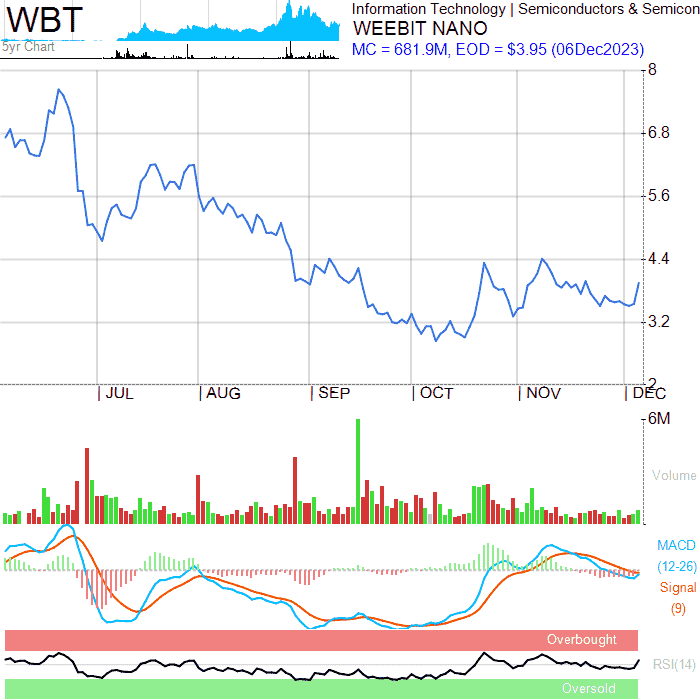 WBT
5yr Chart
Information Technology | Semiconductors & Semicon
WEEBIT NANO
MC = 681.9M, EOD = $3.95 (06Dec2023)
8
6.8
5.6
4.4
3.2
2
JUL
AUG
SEP
OCT
NOV
DEC
6M
Volume
MACD
(12-26)
Signal
(9)
Overbought
RSI(14)
Oversold